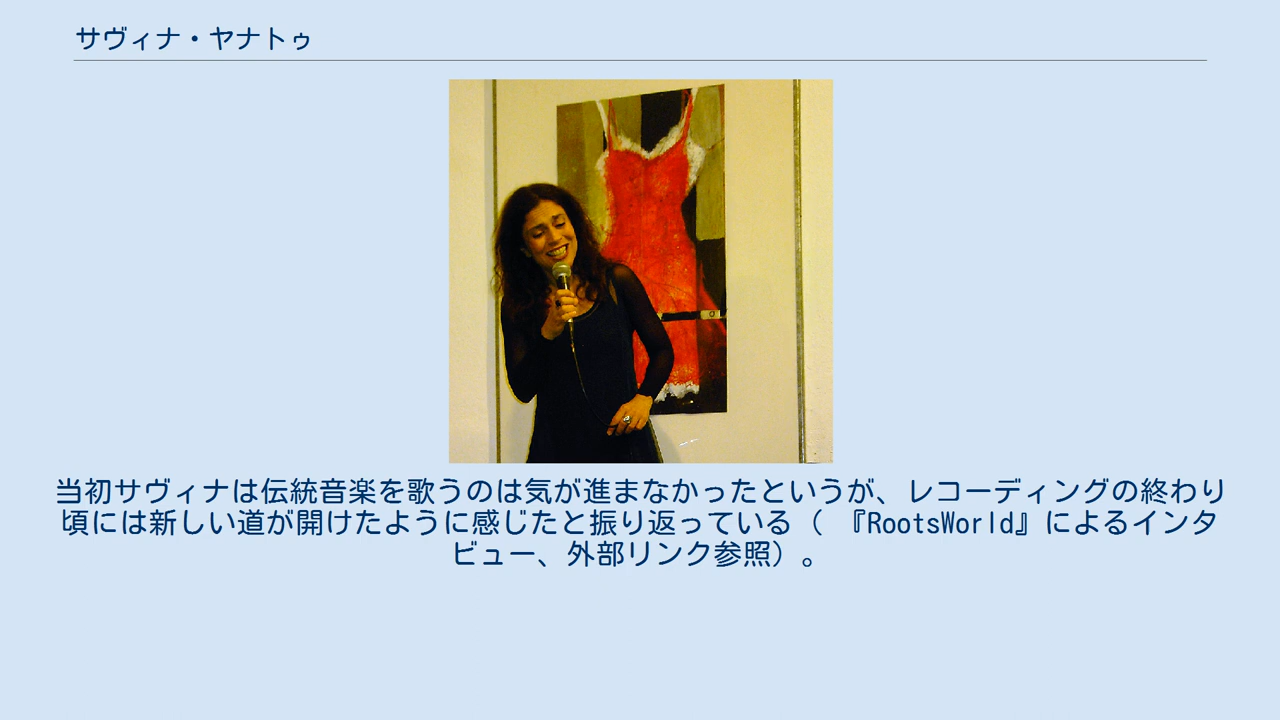 サヴィナ・ヤナトゥ
当初サヴィナは伝統音楽を歌うのは気が進まなかったというが、レコーディングの終わり
頃には新しい道が開けたように感じたと振り返っている（ 『RootsWorld』によるインタ
ビュー、外部リンク参照）。